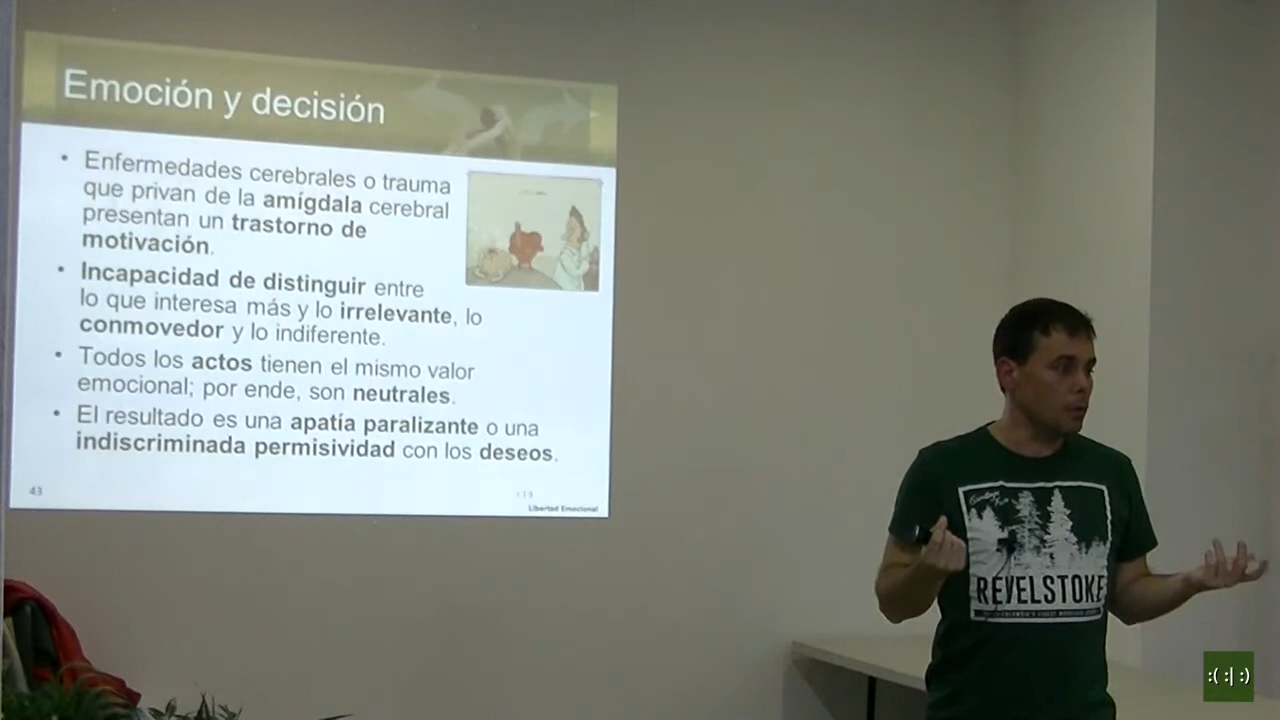 Emoción y decisión
• Enfermedades cerebrales o trauma
que privan de la amígdala cerebral
presentan un trastorno de
motivación.
• Incapacidad de distinguir entre
lo que interesa más y lo irrelevante, lo
conmovedor y lo indiferente.
• Todos los actos tienen el mismo valor
emocional; por ende, son neutrales.
• El resultado es una apatía paralizante o una
indiscriminada permisividad con los deseos.
43
Libertad Emocional
REVELSTOKE
:( :| :)